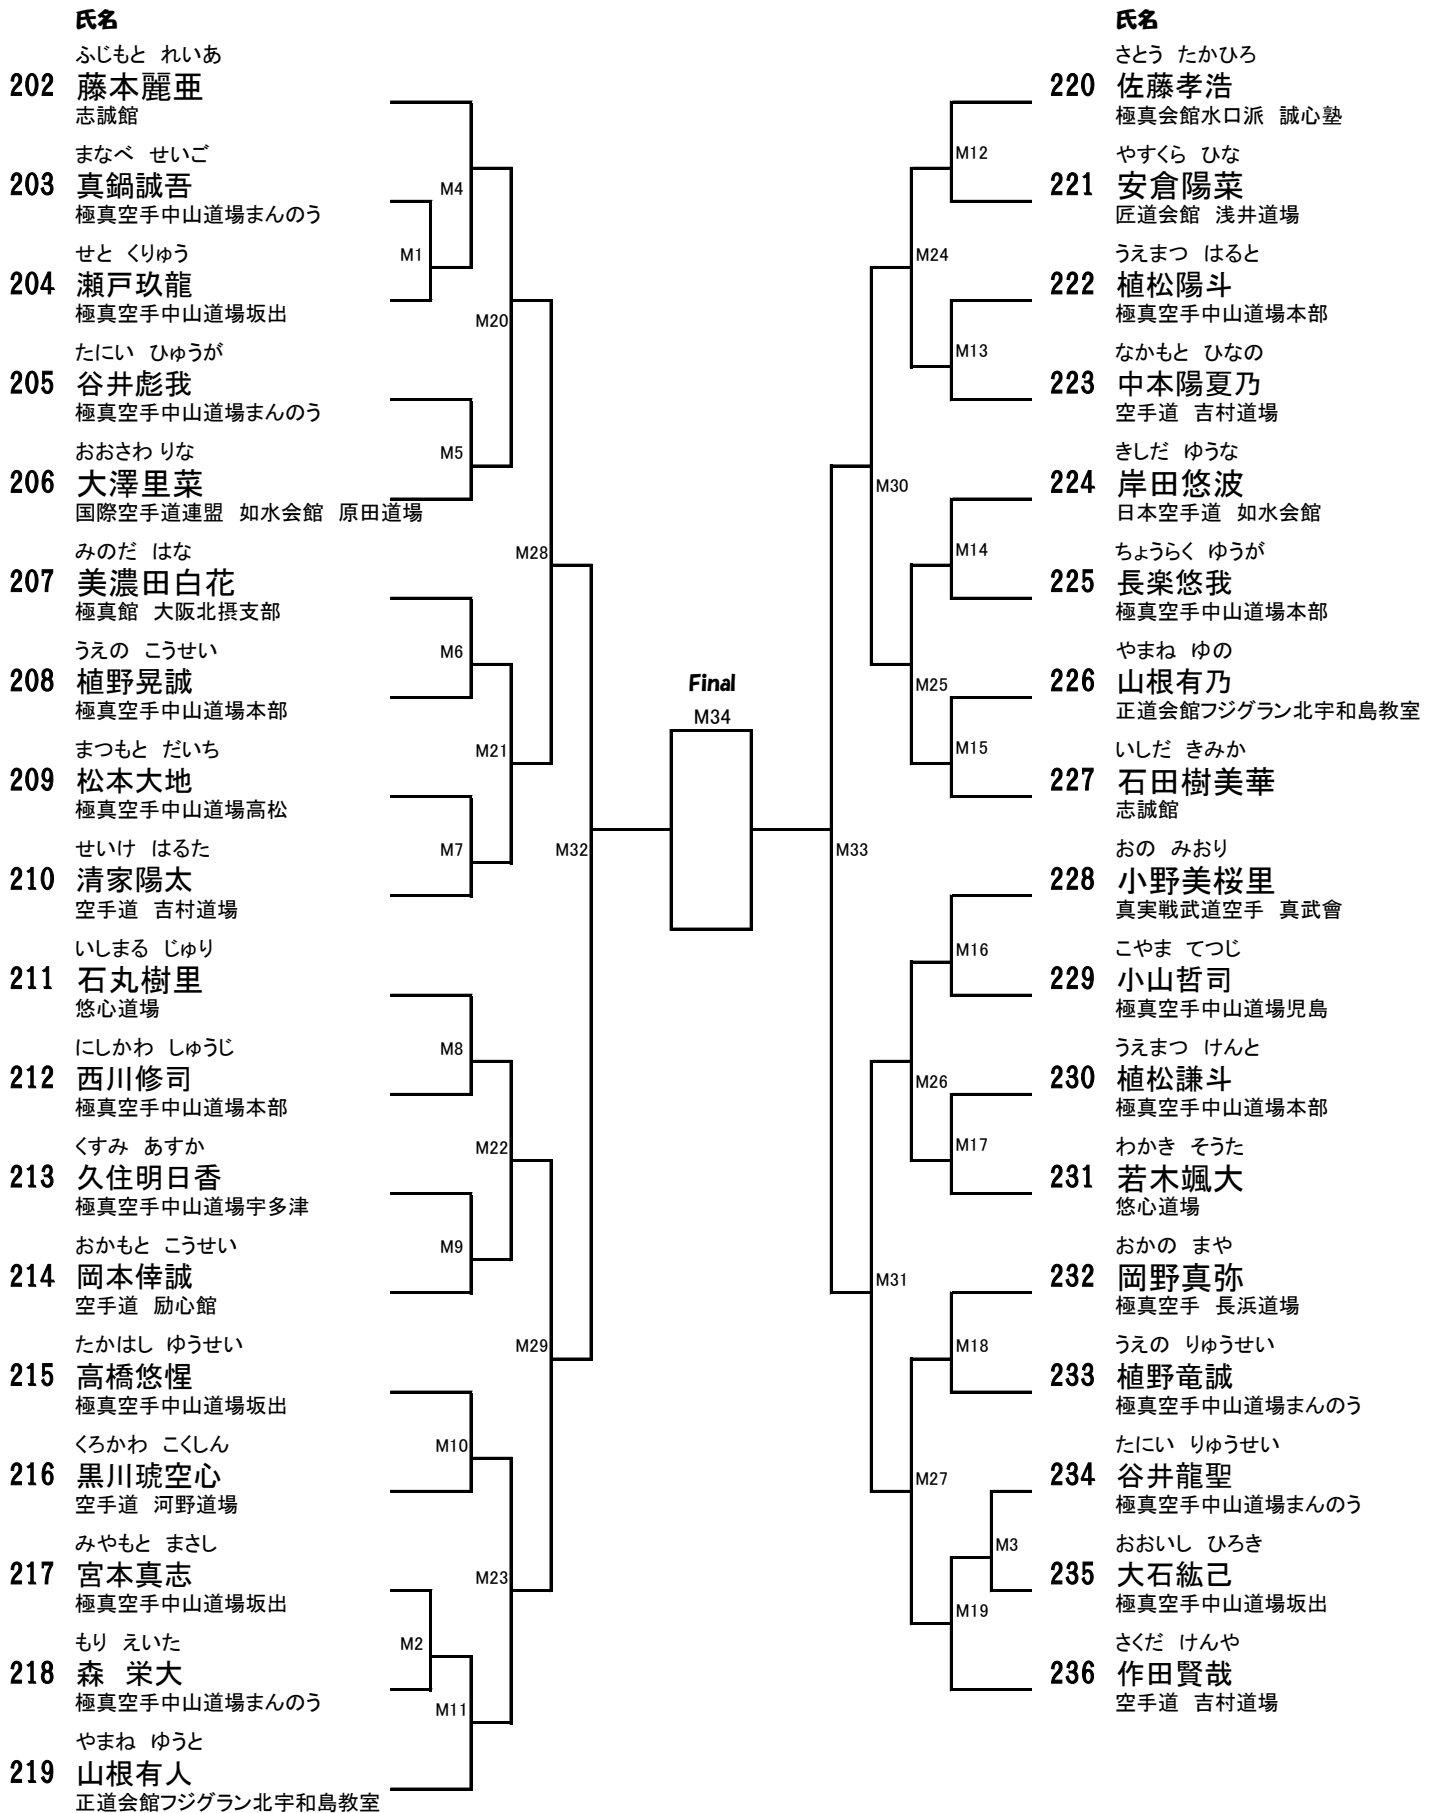 氏名
ふじもと れいあ
202 藤本麗亜
志誠館
まなべ せいご
203 真鍋誠吾
極真空手中山道場まんのう
せと くりゅう
204 瀬戸玖龍
極真空手中山道場坂出
たにい ひゅうが
205 谷井彪我
極真空手中山道場まんのう
おおさわ りな
206 大澤里菜
国際空手道連盟 如水会館 原田道場
みのだ はな
207 美濃田白花
極真館 大阪北摂支部
うえの こうせい
208 植野晃誠
極真空手中山道場本部
まつもと だいち
209 松本大地
極真空手中山道場高松
せいけ はるた
210 清家陽太
空手道 吉村道場
いしまる じゅり
211 石丸樹里
悠心道場
にしかわ しゅうじ
212 西川修司
極真空手中山道場本部
くすみ あすか
213 久住明日香
極真空手中山道場宇多津
おかもと こうせい
214 岡本倖誠
空手道 励心館
たかはし ゆうせい
215 高橋悠惺
極真空手中山道場坂出
くろかわ こくしん
216 黒川琥空心
空手道 河野道場
みやもと まさし
217 宮本真志
極真空手中山道場坂出
もり えいた
218 森 栄大
極真空手中山道場まんのう
やまね ゆうと
219 山根有人
正道会館フジグラン北宇和島教室
M1
M2
M4
M5
M6
M7
M8
M9
M10
M11
M20
M21
M22
M23
M28
M29
M32
Final
M34
M33
M30
M31
M24
M25
M26
M27
M12
M13
M14
M15
M16
M17
M18
M19
M3
氏名
さとう たかひろ
220 佐藤孝浩
極真会館水口派 誠心塾
やすくら ひな
221 安倉陽菜
匠道会館 浅井道場
うえまつ はると
222 植松陽斗
極真空手中山道場本部
なかもと ひなの
223 中本陽夏乃
空手道 吉村道場
きしだ ゆうな
224 岸田悠波
日本空手道 如水会館
ちょうらく ゆうが
225 長楽悠我
極真空手中山道場本部
やまね ゆの
226 山根有乃
正道会館フジグラン北宇和島教室
いしだ きみか
227 石田樹美華
志誠館
おの みおり
228 小野美桜里
真実戦武道空手 真武會
こやま てつじ
229 小山哲司
極真空手中山道場児島
うえまつ けんと
230 植松謙斗
極真空手中山道場本部
わかき そうた
231 若木颯大
悠心道場
おかの まや
232 岡野真弥
極真空手 長浜道場
うえの りゅうせい
233 植野竜誠
極真空手中山道場まんのう
たにい りゅうせい
234 谷井龍聖
極真空手中山道場まんのう
おおいし ひろき
235 大石紘己
極真空手中山道場坂出
さくだ けんや
236 作田賢哉
空手道 吉村道場